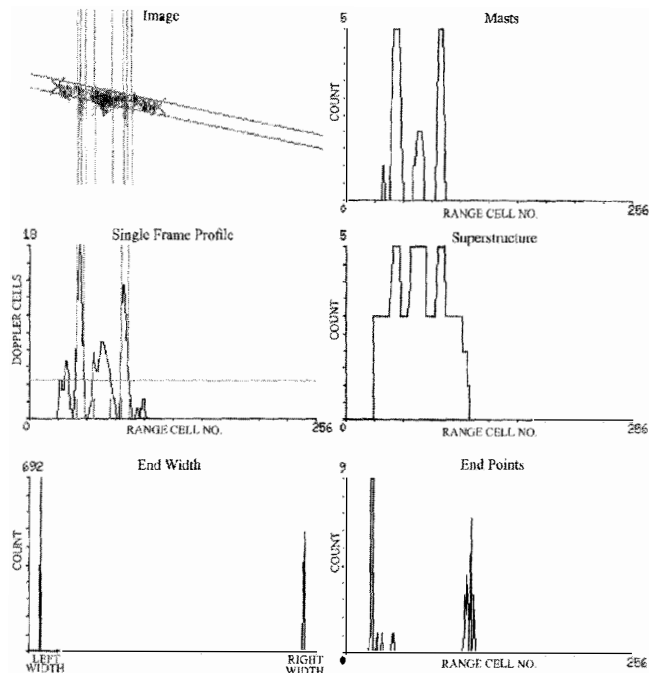 Image
Masts
5
COUNT
0
RANGE CELL NO.
256
Single Frame Profile
18
DOPPLER CELLS
0
RANGE CELL NO.
256
Superstructure
5
COUNT
0
RANGE CELL NO.
256
End Width
692
COUNT
LEFT
WIDTH
RIGHT
WIDTH
End Points
9
COUNT
0
RANGE CELL NO.
256